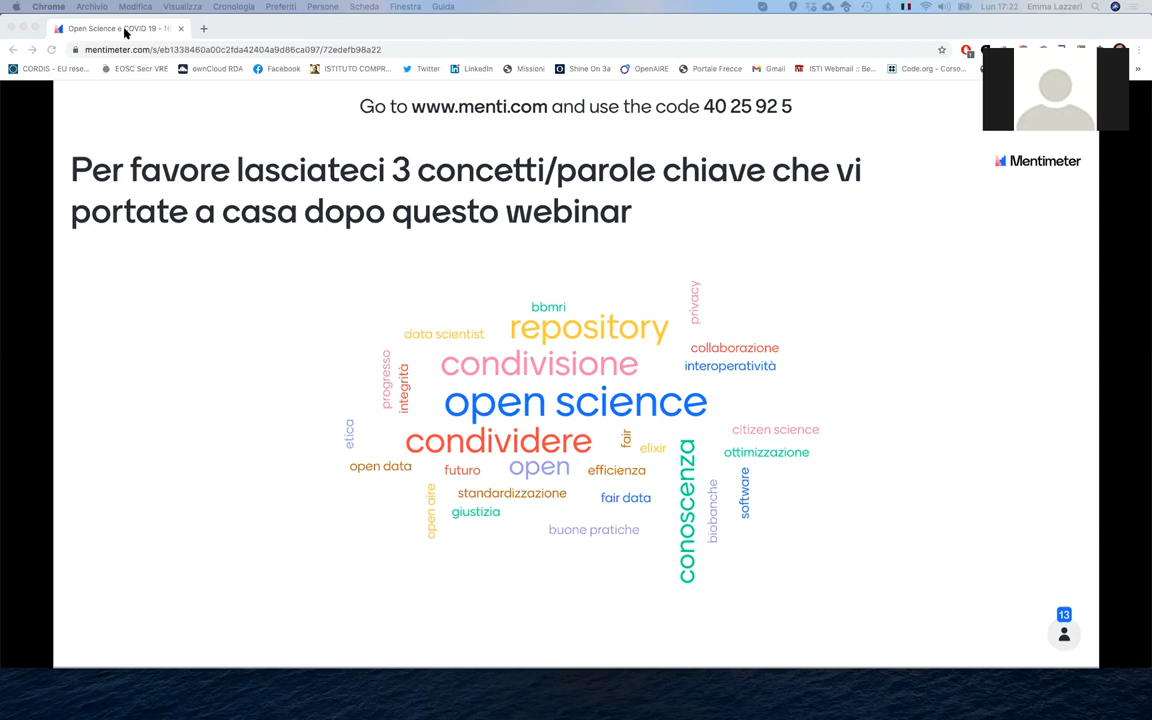 Chrome Archivio Modifica Visualizza Cronologia Preferiti Persone Scheda Finestra Guida Lun 17:22 Emma Lazzeri
Open Science e COVID 19 - 16
mentimeter.com/s/eb1338460a00c2fda42404a9d86ca097/72edefb98a22
CORDIS - EU rese... EOSC Secr VRE ownCloud RDA Facebook ISTITUTO COMPR... Twitter LinkedIn Missioni Shine On 3a OpenAIRE Portale Frecce Gmail ISTI Webmail :: Be... Code.org - Corso... »
Go to www.menti.com and use the code 40 25 92 5
Mentimeter
Per favore lasciateci 3 concetti/parole chiave che vi
portate a casa dopo questo webinar
privacy
bbmri
data scientist
repository
collaborazione
progresso
integrità
condivisione
interoperatività
open science
etica
condividere
fair
elixir
citizen science
ottimizzazione
open data
futuro
open
efficienza
conoscenza
biobanche
software
open aire
standardizzazione
fair data
giustizia
buone pratiche
13